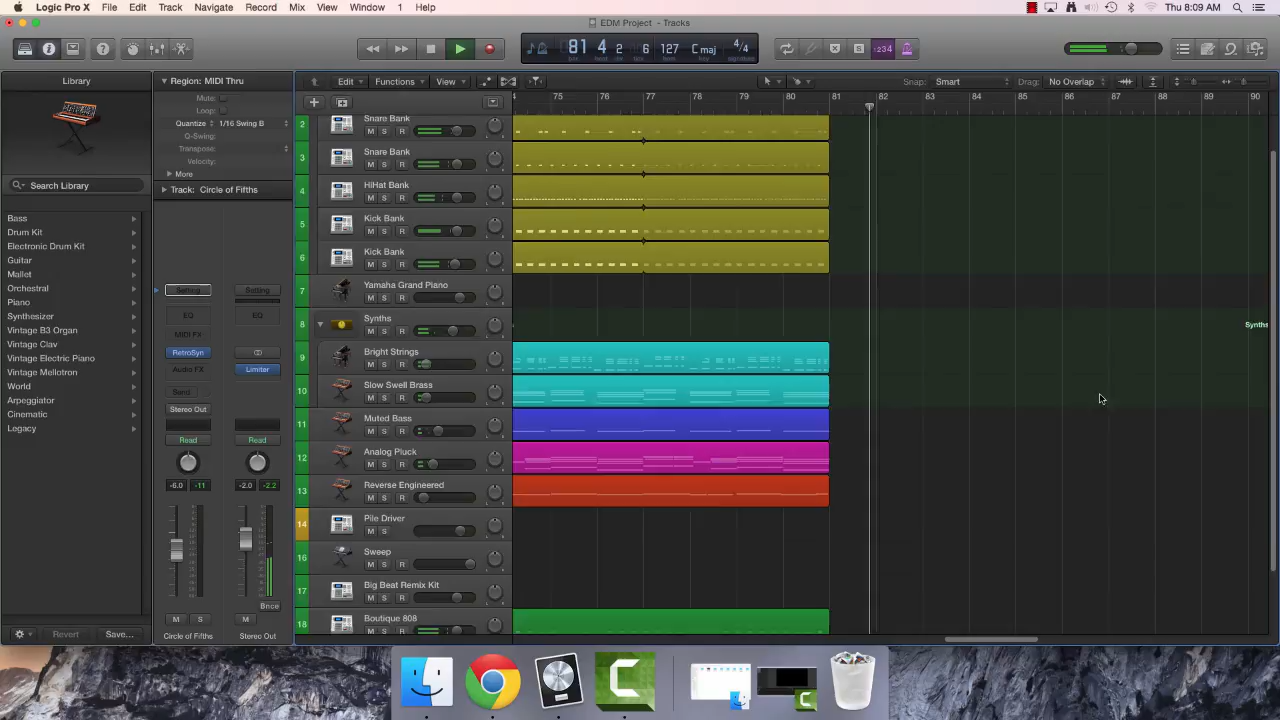 Logic Pro X File Edit Track Navigate Record Mix View Window 1 Help Thu 8:09 AM
EDM Project - Tracks
81 4 2 6 127 C maj 4/4
bar beat div tick bpm key signature
1234
Library
Region: MIDI Thru
Mute:
Loop:
Quantize 1/16 Swing B
Q-Swing:
Transpose:
Velocity:
More
Track: Circle of Fifths
Edit Functions View Snap: Smart Drag: No Overlap
75 76 77 78 79 80 81 82 83 84 85 86 87 88 89 90
Search Library
Bass
Drum Kit
Electronic Drum Kit
Guitar
Mallet
Orchestral
Piano
Synthesizer
Vintage B3 Organ
Vintage Clav
Vintage Electric Piano
Vintage Mellotron
World
Arpeggiator
Cinematic
Legacy
Revert Save...
Setting Setting
EQ EQ
MIDI FX
RetroSyn
Audio FX Limiter
Send
Stereo Out
Read Read
-6.0 -11 -2.0 -2.2
Bnce
M S M
Circle of Fifths Stereo Out
2 Snare Bank
M S R
3 Snare Bank
M S R
4 HiHat Bank
M S R
5 Kick Bank
M S R
6 Kick Bank
M S R
7 Yamaha Grand Piano
M S R
8 Synths
M S R
Synths
9 Bright Strings
M S R
10 Slow Swell Brass
M S R
11 Muted Bass
M S R
12 Analog Pluck
M S R
13 Reverse Engineered
M S R
14 Pile Driver
M S
16 Sweep
M S R
17 Big Beat Remix Kit
M S R
18 Boutique 808
M S R